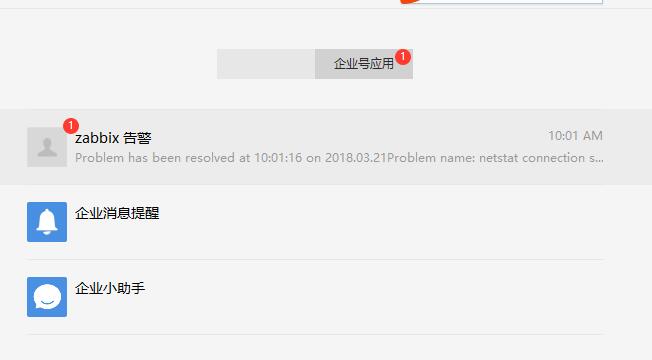 企业号应用
1
1
zabbix 告警
10:01 AM
Problem has been resolved at 10:01:16 on 2018.03.21Problem name: netstat connection s...
企业消息提醒
企业小助手